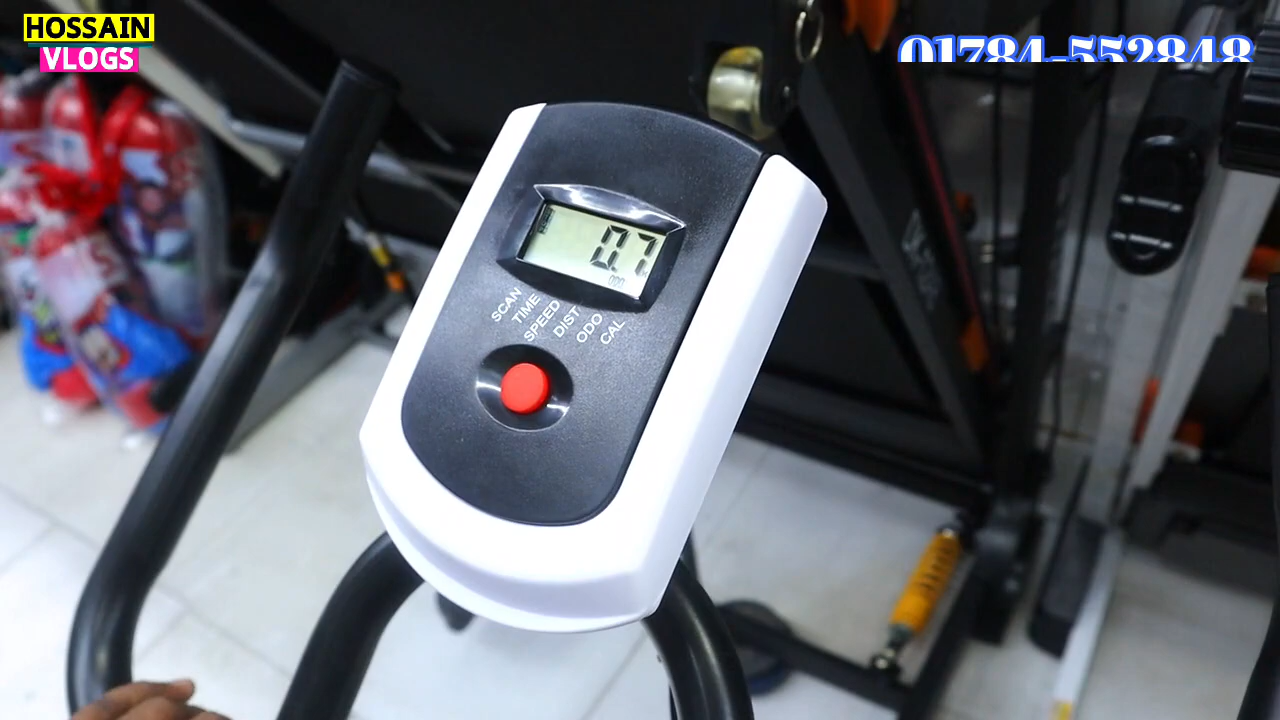 HOSSAIN
VLOGS
01784-552848
0.7
SCAN
TIME
SPEED
DIST
ODO
CAL